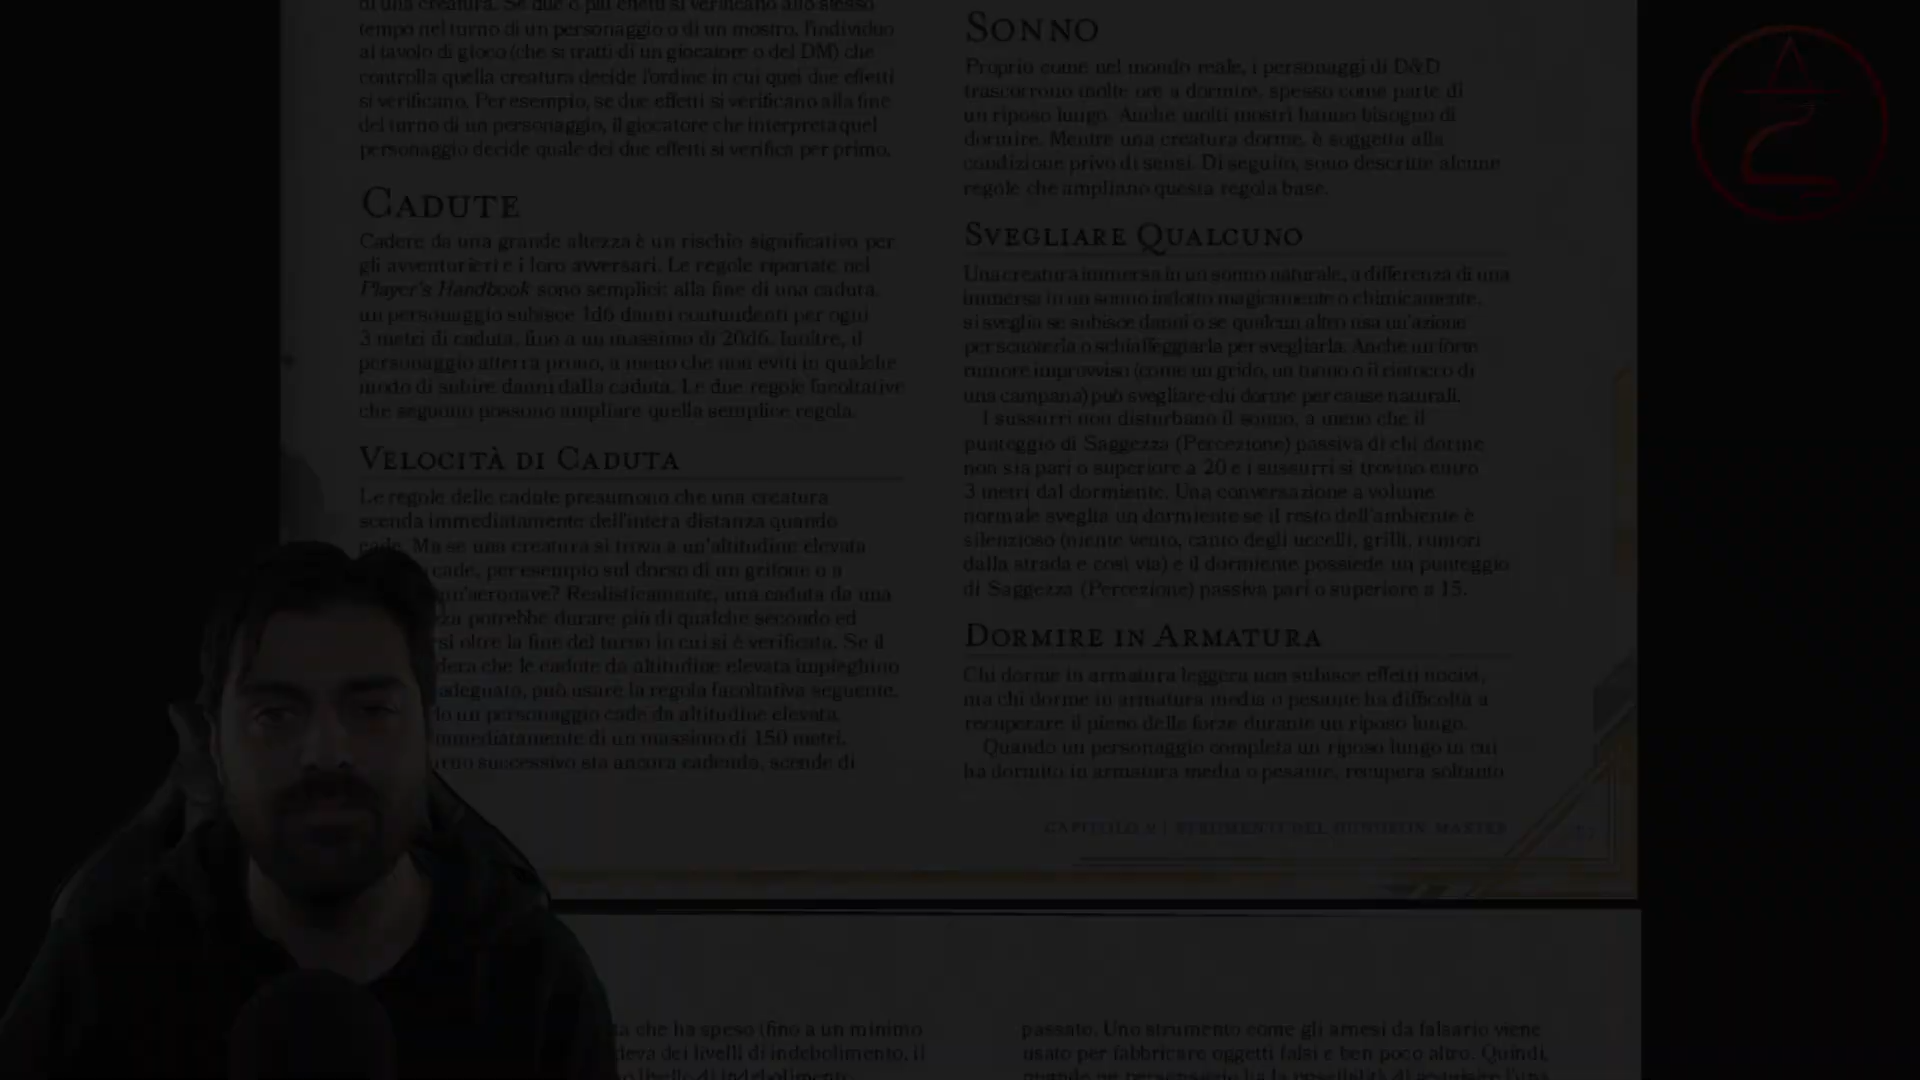 di una creatura. Se due o più effetti si verificano allo stesso
tempo nel turno di un personaggio o di un mostro, l'individuo
al tavolo di gioco (che si tratti di un giocatore o del DM) che
controlla quella creatura decide l'ordine in cui quei due effetti
si verificano. Per esempio, se due effetti si verificano alla fine
del turno di un personaggio, il giocatore che interpreta quel
personaggio decide quale dei due effetti si verifica per primo.
CADUTE
Cadere da una grande altezza è un rischio significativo per
gli avventurieri e i loro avversari. Le regole riportate nel
Player's Handbook sono semplici: alla fine di una caduta,
un personaggio subisce 1d6 danni contundenti per ogni
3 metri di caduta, fino a un massimo di 20d6. Inoltre, il
personaggio atterra prono, a meno che non eviti in qualche
modo di subire danni dalla caduta. Le due regole facoltative
che seguono possono ampliare quella semplice regola.
VELOCITÀ DI CADUTA
Le regole delle cadute presumono che una creatura
scenda immediatamente dell'intera distanza quando
cade. Ma se una creatura si trova a un'altitudine elevata
cade, per esempio sul dorso di un grifone o a
un'aeronave? Realisticamente, una caduta da una
potrebbe durare più di qualche secondo ed
oltre la fine del turno in cui si è verificata. Se il
che le cadute da altitudine elevata impieghino
adeguato, può usare la regola facoltativa seguente.
un personaggio cade da altitudine elevata,
immediatamente di un massimo di 150 metri.
successivo sta ancora cadendo, scende di
SONNO
Proprio come nel mondo reale, i personaggi di D&D
trascorrono molte ore a dormire, spesso come parte di
un riposo lungo. Anche molti mostri hanno bisogno di
dormire. Mentre una creatura dorme, è soggetta alla
condizione privo di sensi. Di seguito, sono descritte alcune
regole che ampliano questa regola base.
SVEGLIARE QUALCUNO
Una creatura immersa in un sonno naturale, a differenza di una
immersa in un sonno indotto magicamente o chimicamente,
si sveglia se subisce danni o se qualcun altro usa un'azione
per scuoterla o schiaffeggiarla per svegliarla. Anche un forte
rumore improvviso (come un grido, un tuono o il rintocco di
una campana) può svegliare chi dorme per cause naturali.
I sussurri non disturbano il sonno, a meno che il
punteggio di Saggezza (Percezione) passiva di chi dorme
non sia pari o superiore a 20 e i sussurri si trovino entro
3 metri dal dormiente. Una conversazione a volume
normale sveglia un dormiente se il resto dell'ambiente è
silenzioso (niente vento, canto degli uccelli, grilli, rumori
dalla strada e così via) e il dormiente possiede un punteggio
di Saggezza (Percezione) passiva pari o superiore a 15.
DORMIRE IN ARMATURA
Chi dorme in armatura leggera non subisce effetti nocivi,
ma chi dorme in armatura media o pesante ha difficoltà a
recuperare il pieno delle forze durante un riposo lungo.
Quando un personaggio completa un riposo lungo in cui
ha dormito in armatura media o pesante, recupera soltanto
CAPITOLO 2 | STRUMENTI DEL DUNGEON MASTER
che ha speso (fino a un minimo
dei livelli di indebolimento, il
livello di indebolimento.
passato. Uno strumento come gli arnesi da falsario viene
usato per fabbricare oggetti falsi e ben poco altro. Quindi,
quando un personaggio ha la possibilità di